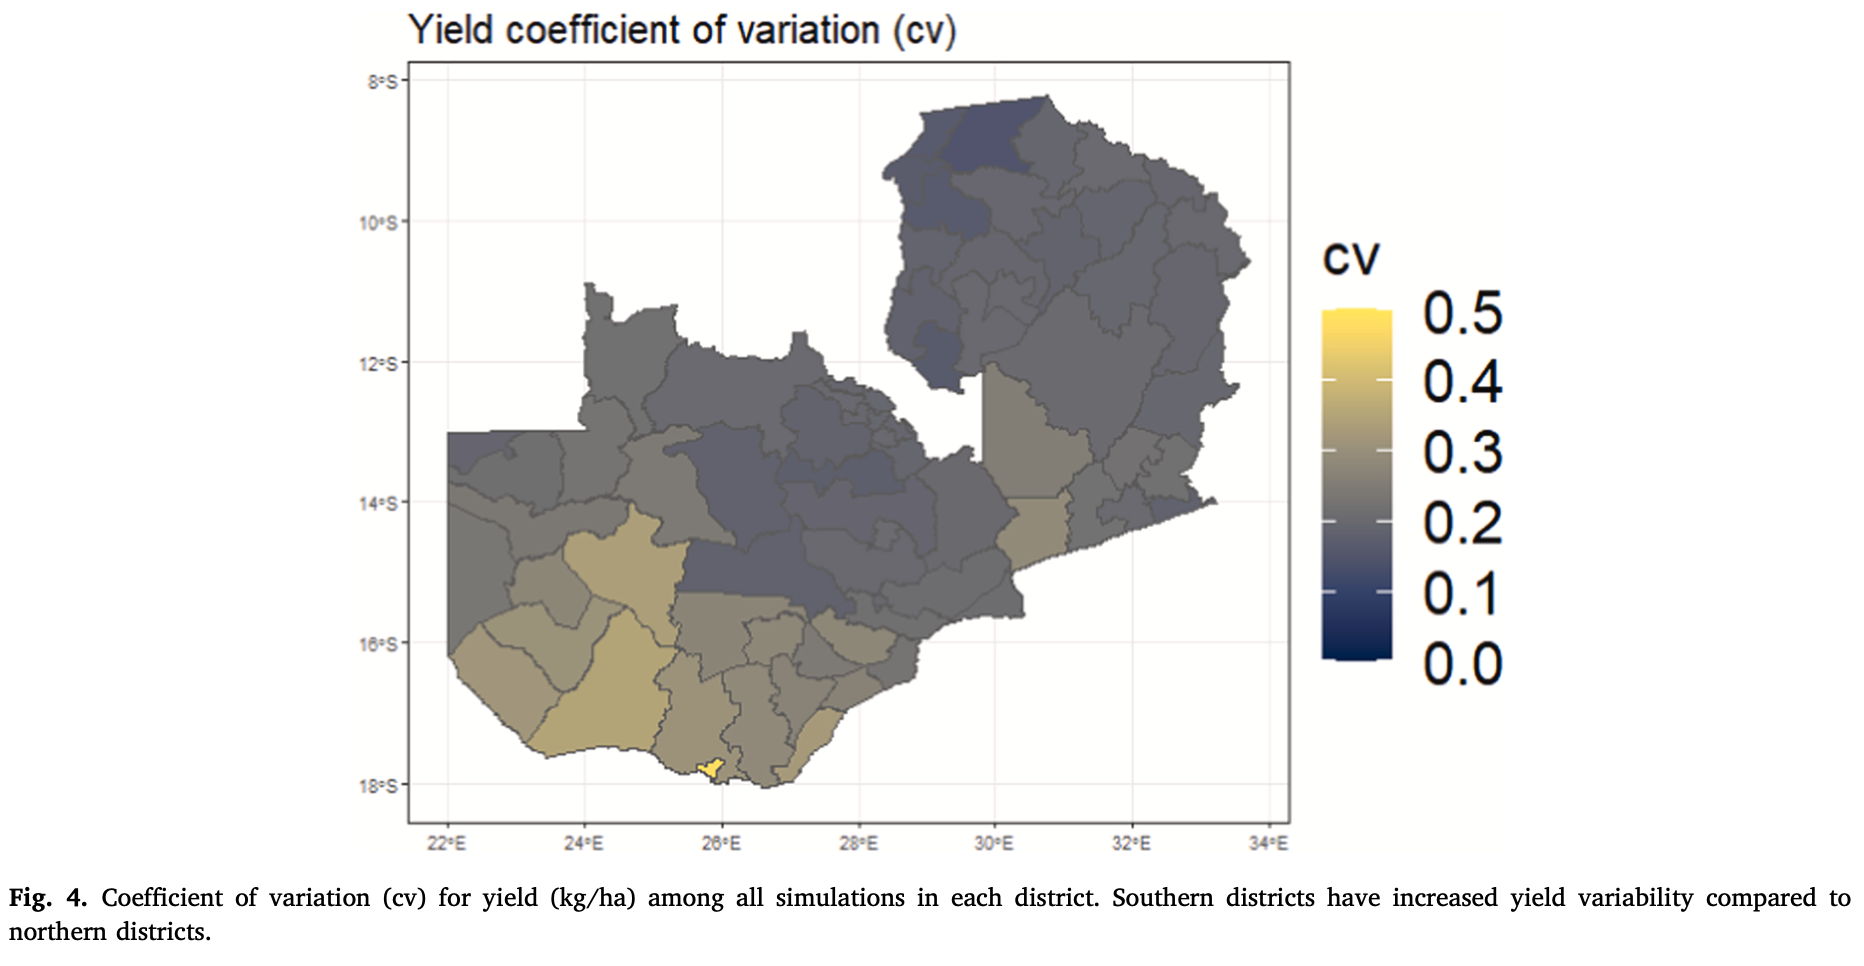 Yield coefficient of variation (cv)
8°S
10°S
12°S
14°S
16°S
18°S
22°E
24°E
26°E
28°E
30°E
32°E
34°E
cv
0.5
0.4
0.3
0.2
0.1
0.0
Fig. 4. Coefficient of variation (cv) for yield (kg/ha) among all simulations in each district. Southern districts have increased yield variability compared to
northern districts.